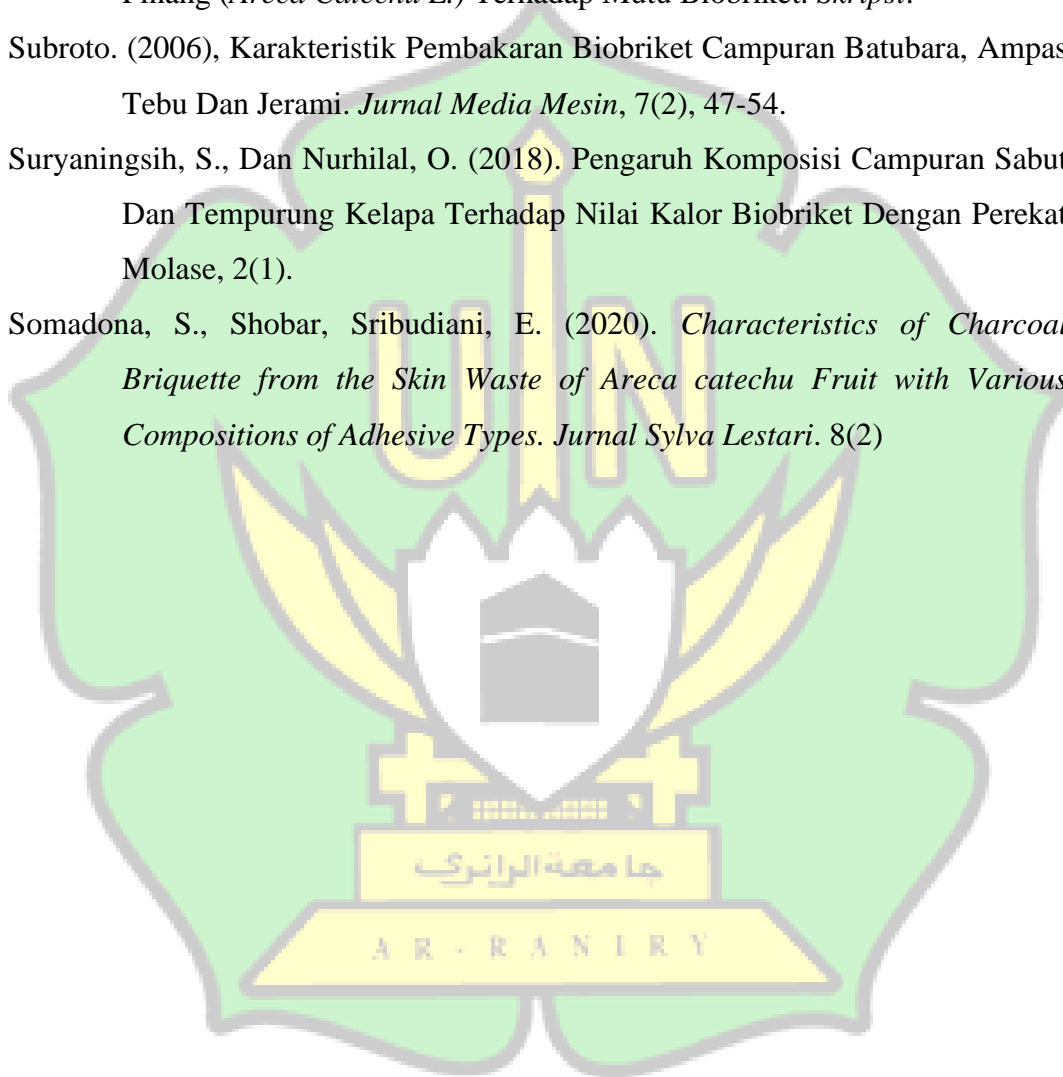 Pinang (Areca Catechu L.) Terhadap Mutu Biobriket. Skripsi.
Subroto. (2006), Karakteristik Pembakaran Biobriket Campuran Batubara, Ampas
Tebu Dan Jerami. Jurnal Media Mesin, 7(2), 47-54.
Suryaningsih, S., Dan Nurhilal, O. (2018). Pengaruh Komposisi Campuran Sabut
Dan Tempurung Kelapa Terhadap Nilai Kalor Biobriket Dengan Perekat
Molase, 2(1).
Somadona, S., Shobar, Sribudiani, E. (2020). Characteristics of Charcoal
Briquette from the Skin Waste of Areca catechu Fruit with Various
Compositions of Adhesive Types. Jurnal Sylva Lestari. 8(2)
UIN
جامعة الرانري
AR-RANIRY